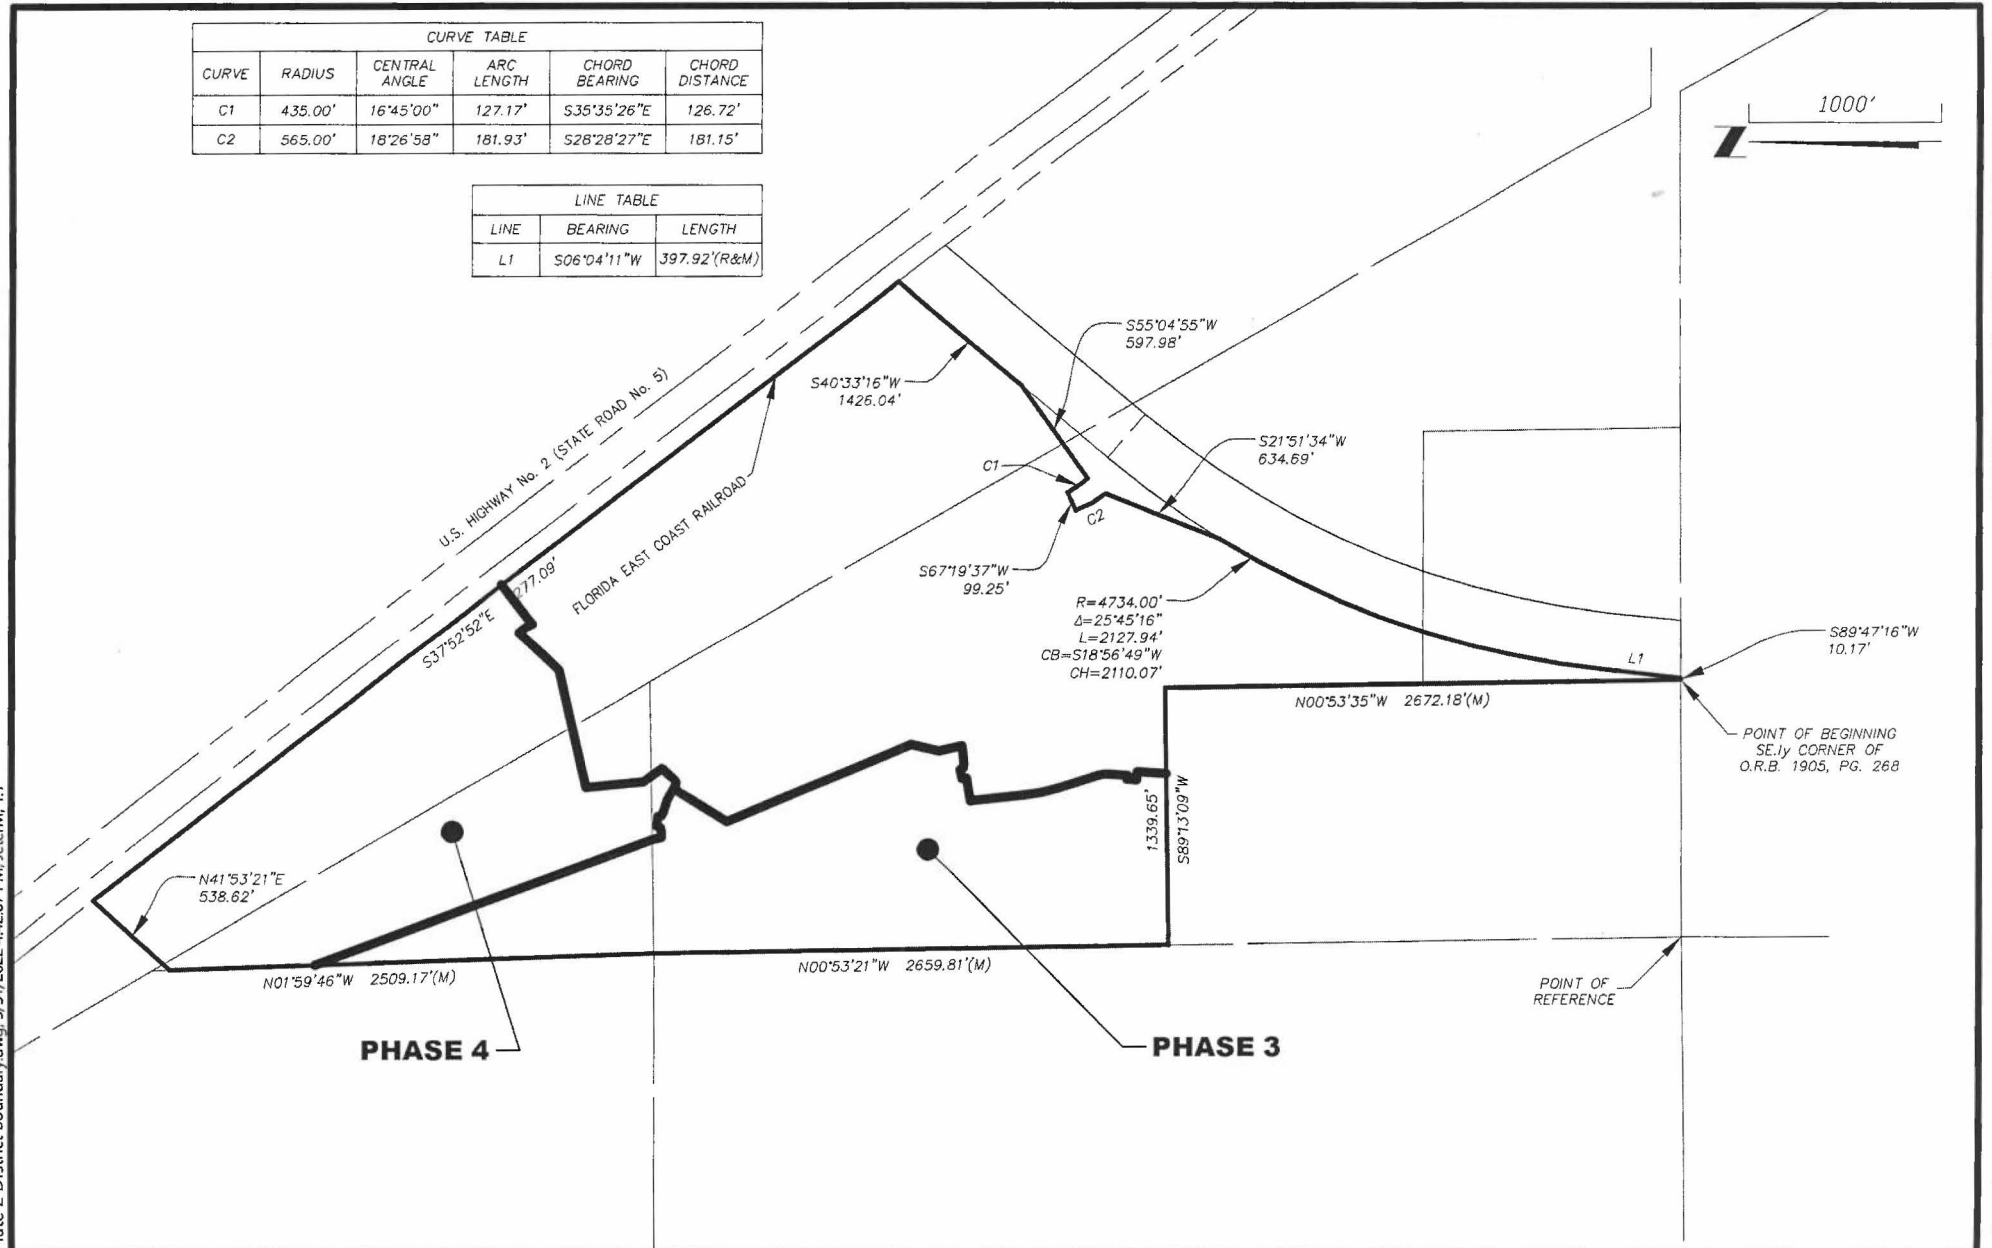 CURVE TABLE
CURVE RADIUS CENTRAL ANGLE ARC LENGTH CHORD BEARING CHORD DISTANCE
C1 435.00' 16°45'00" 127.17' S35°35'26"E 126.72'
C2 565.00' 18°26'58" 181.93' S28°28'27"E 181.15'
LINE TABLE
LINE BEARING LENGTH
L1 S06°04'11"W 397.92'(R&M)
1000'
Z
S55°04'55"W
597.98'
S40°33'16"W
1426.04'
U.S. HIGHWAY No. 2 (STATE ROAD No. 5)
FLORIDA EAST COAST RAILROAD
C1
S21°51'34"W
634.69'
C2
S67°19'37"W
99.25'
S37°52'52"E
277.09'
R=4734.00'
Δ=25°45'16"
L=2127.94'
CB=S18°56'49"W
CH=2110.07'
L1
S89°47'16"W
10.17'
N00°53'35"W 2672.18'(M)
POINT OF BEGINNING
SE.ly CORNER OF
O.R.B. 1905, PG. 268
1339.65'
S89°13'09"W
N41°53'21"E
538.62'
N01°59'46"W 2509.17'(M)
N00°53'21"W 2659.81'(M)
POINT OF
REFERENCE
PHASE 4
PHASE 3